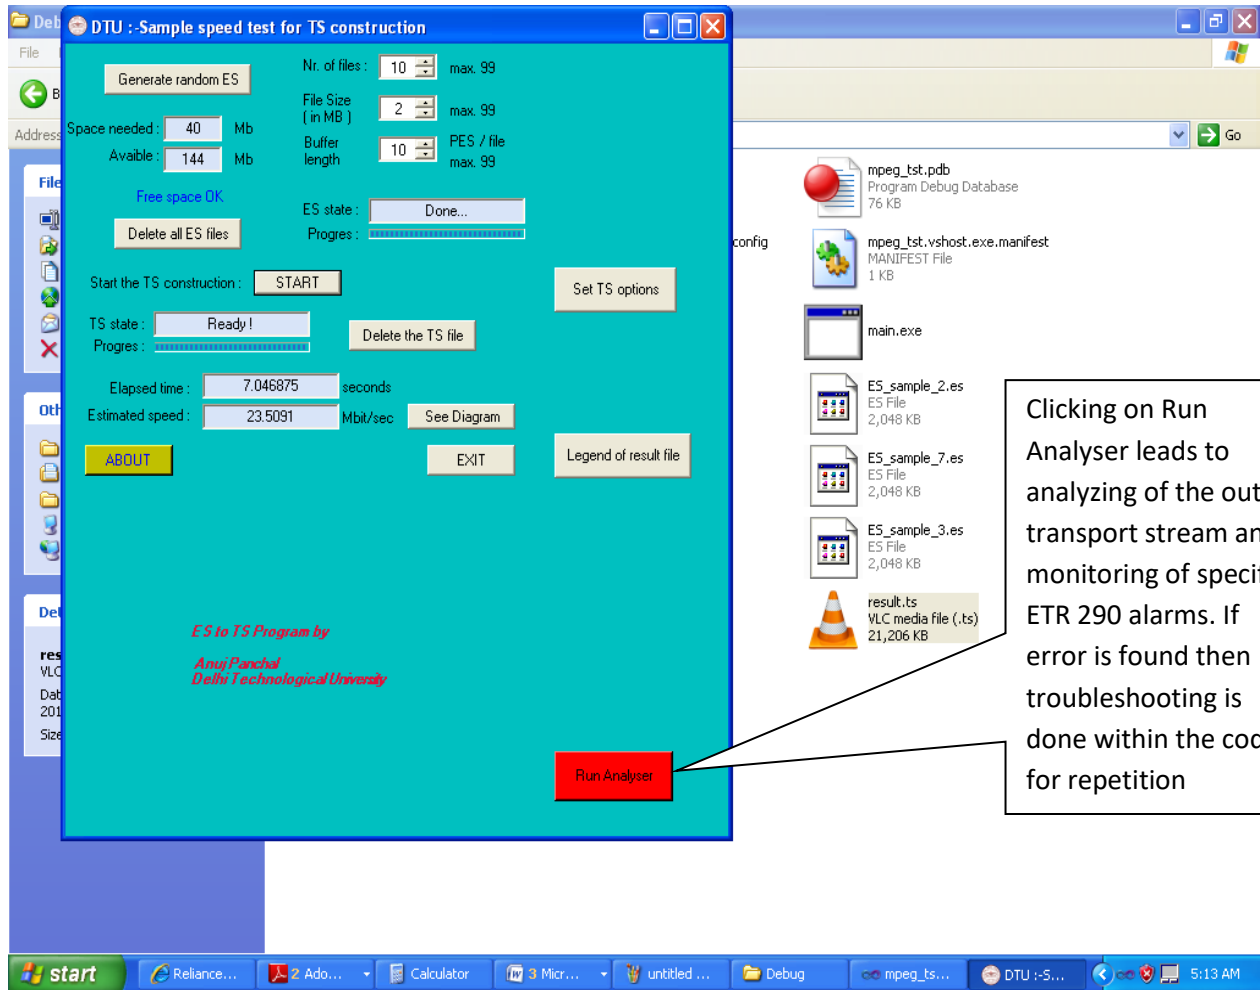 Deb
DTU :-Sample speed test for TS construction
File
Generate random ES
Nr. of files :
10
max. 99
File Size
( in MB )
2
max. 99
Buffer
length
10
PES / file
max. 99
Address
Space needed :
40
Mb
Avaible :
144
Mb
Free space OK
Delete all ES files
ES state :
Done...
Progres :
Start the TS construction :
START
Set TS options
TS state :
Ready !
Progres :
Delete the TS file
Elapsed time :
7.046875
seconds
Estimated speed :
23.5091
Mbit/sec
See Diagram
ABOUT
EXIT
Legend of result file
ES to TS Program by
Anuj Panchal
Delhi Technological University
Run Analyser
Go
File
Oth
Det
res
VLC
Dat
201
Size
config
mpeg_tst.pdb
Program Debug Database
76 KB
mpeg_tst.vshost.exe.manifest
MANIFEST File
1 KB
main.exe
ES_sample_2.es
ES File
2,048 KB
ES_sample_7.es
ES File
2,048 KB
ES_sample_3.es
ES File
2,048 KB
result.ts
VLC media file (.ts)
21,206 KB
Clicking on Run
Analyser leads to
analyzing of the out
transport stream an
monitoring of specif
ETR 290 alarms. If
error is found then
troubleshooting is
done within the cod
for repetition
start
Reliance...
2 Ado...
Calculator
3 Micr...
untitled ...
Debug
mpeg_ts...
DTU :-S...
5:13 AM